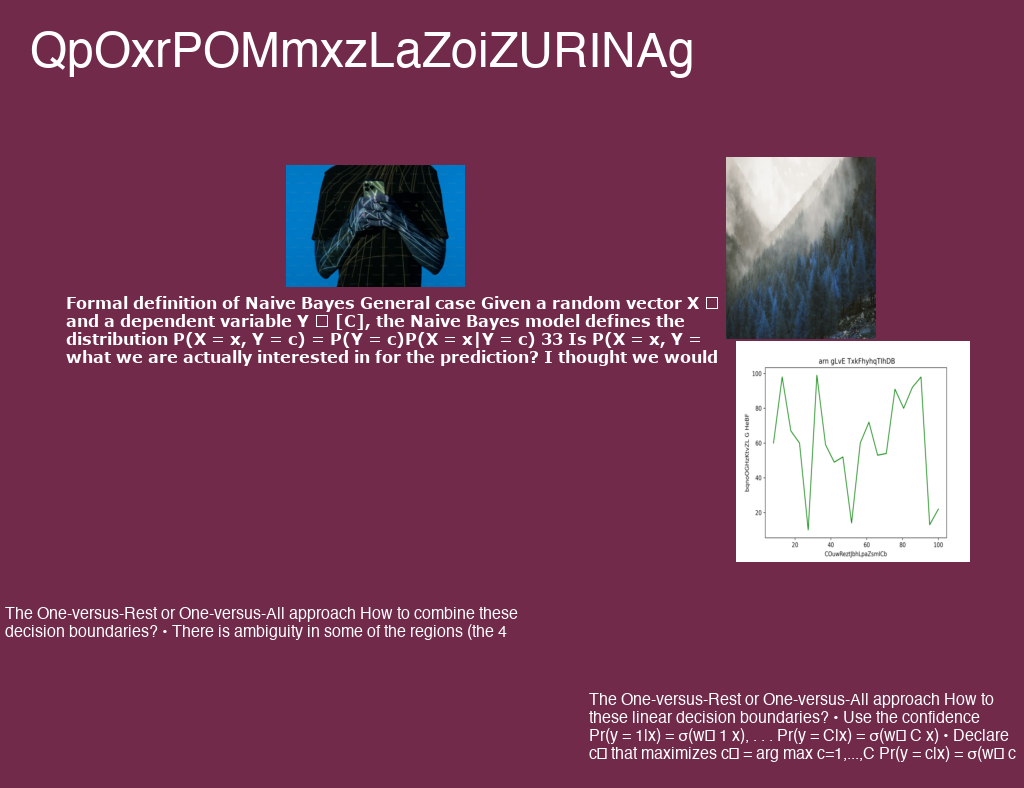 QpOxrPOMmxzLaZoiZURINAg
Formal definition of Naive Bayes General case Given a random vector X □
and a dependent variable Y □ [C], the Naive Bayes model defines the
distribution P(X = x, Y = c) = P(Y = c)P(X = x|Y = c) 33 Is P(X = x, Y =
what we are actually interested in for the prediction? I thought we would
arn gLvE TxkFhyhqTlhDB
100
80
60
40
20
20 40 60 80 100
The One-versus-Rest or One-versus-All approach How to combine these
decision boundaries? • There is ambiguity in some of the regions (the 4
The One-versus-Rest or One-versus-All approach How to
these linear decision boundaries? • Use the confidence
Pr(y = 1|x) = σ(w□ 1 x), . . . Pr(y = C|x) = σ(w□ C x) • Declare
c□ that maximizes c□ = arg max c=1,...,C Pr(y = c|x) = σ(w□ c